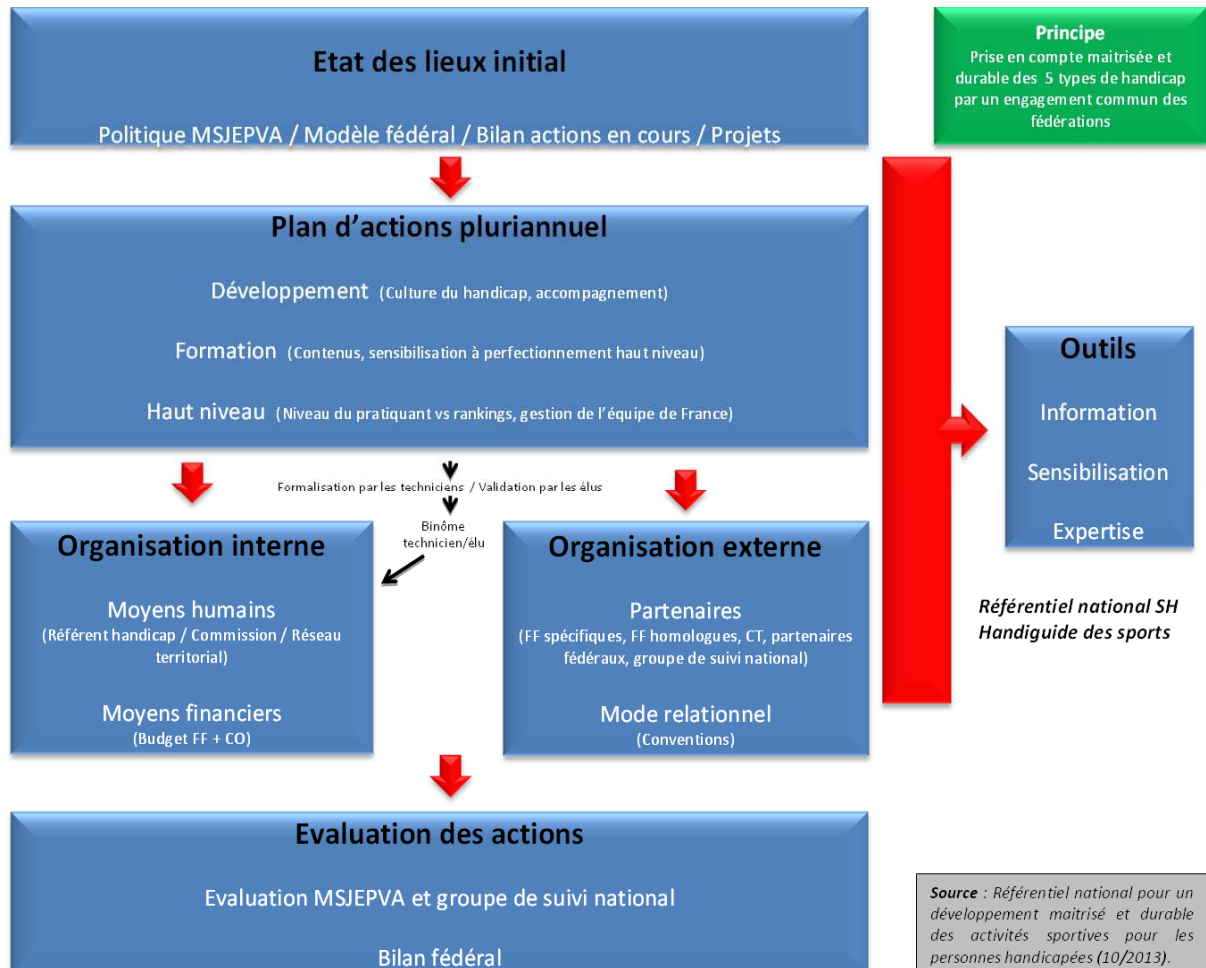 Etat des lieux initial
Politique MSJEPVA / Modèle fédéral / Bilan actions en cours / Projets
Principe
Prise en compte maitrisée et
durable des 5 types de handicap
par un engagement commun des
fédérations
Plan d’actions pluriannuel
Développement (Culture du handicap, accompagnement)
Formation (Contenus, sensibilisation à perfectionnement haut niveau)
Haut niveau (Niveau du pratiquant vs rankings, gestion de l’équipe de France)
Outils
Information
Sensibilisation
Expertise
Référentiel national SH
Handiguide des sports
Formalisation par les techniciens / Validation par les élus
Binôme
technicien/élu
Organisation interne
Moyens humains
(Référent handicap / Commission / Réseau
territorial)
Moyens financiers
(Budget FF + CO)
Organisation externe
Partenaires
(FF spécifiques, FF homologues, CT, partenaires
fédéraux, groupe de suivi national)
Mode relationnel
(Conventions)
Evaluation des actions
Evaluation MSJEPVA et groupe de suivi national
Bilan fédéral
Source : Référentiel national pour un
développement maitrisé et durable
des activités sportives pour les
personnes handicapées (10/2013).